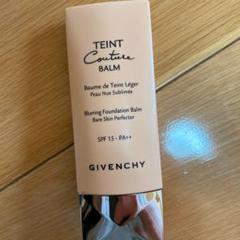 TEINT
Couture
BALM
Baume de Teint Léger
Peau Nue Sublimée
Blurring Foundation Balm
Bare Skin Perfector
SPF 15 - PA++
GIVENCHY